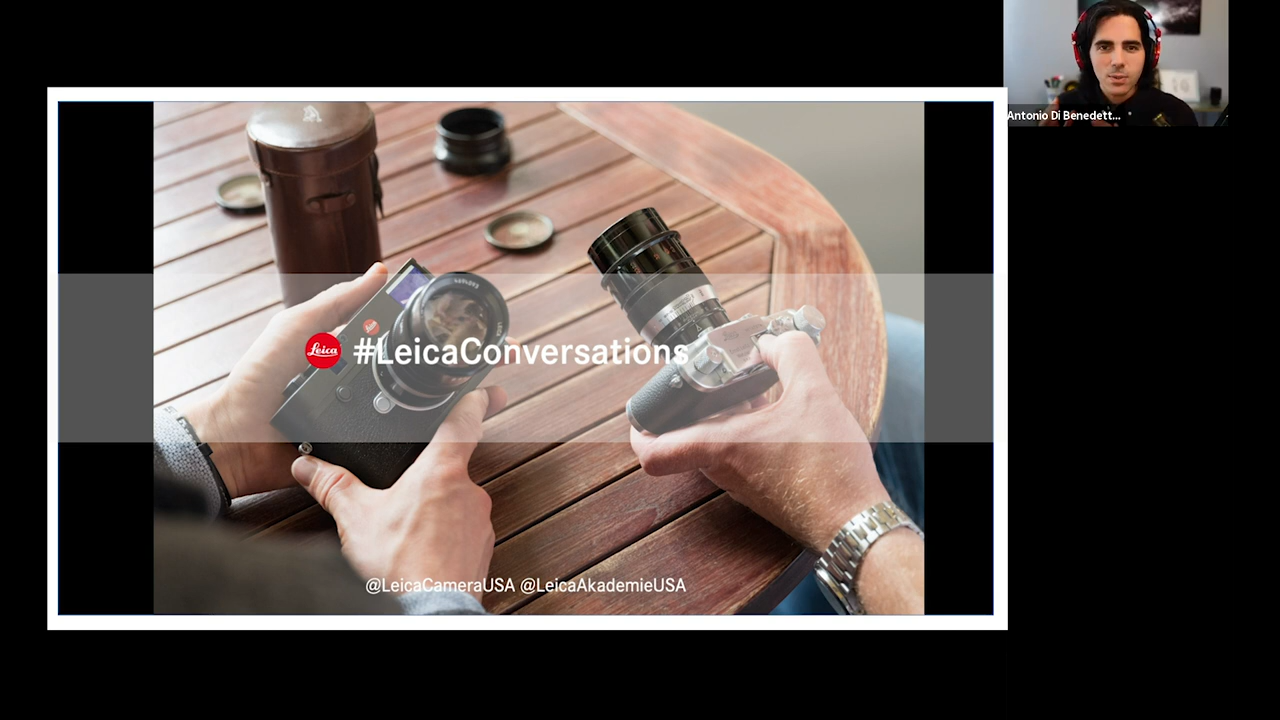 Antonio Di Benedett...
Leica #LeicaConversations
@LeicaCameraUSA @LeicaAkademieUSA